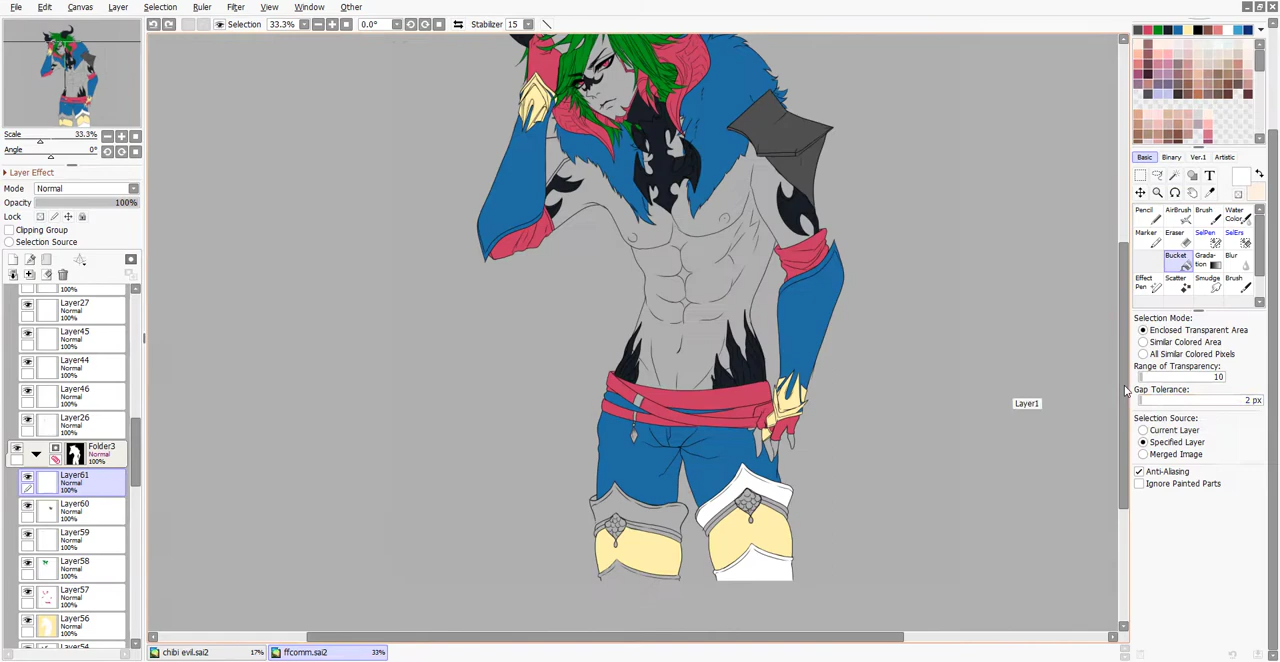 File Edit Canvas Layer Selection Ruler Filter View Window Other
Selection 33.3% 0.0° Stabilizer 15
Scale 33.3%
Angle 0°
Layer Effect
Mode Normal
Opacity 100%
Lock
Clipping Group
Selection Source
100%
Layer27
Normal
100%
Layer45
Normal
100%
Layer44
Normal
100%
Layer46
Normal
100%
Layer26
Normal
100%
Folder3
Normal
100%
Layer61
Normal
100%
Layer60
Normal
100%
Layer59
Normal
100%
Layer58
Normal
100%
Layer57
Normal
100%
Layer56
Normal
100%
Layer54
Layer1
Basic Binary Ver.1 Artistic
T
Pencil AirBrush Brush Water Color
Marker Eraser SelPen SelErs
Bucket Grada-tion Blur
Effect Pen Scatter Smudge Brush
Selection Mode:
Enclosed Transparent Area
Similar Colored Area
All Similar Colored Pixels
Range of Transparency:
10
Gap Tolerance:
2 px
Selection Source:
Current Layer
Specified Layer
Merged Image
Anti-Aliasing
Ignore Painted Parts
chibi evil.sai2 17% ffcomm.sai2 33%